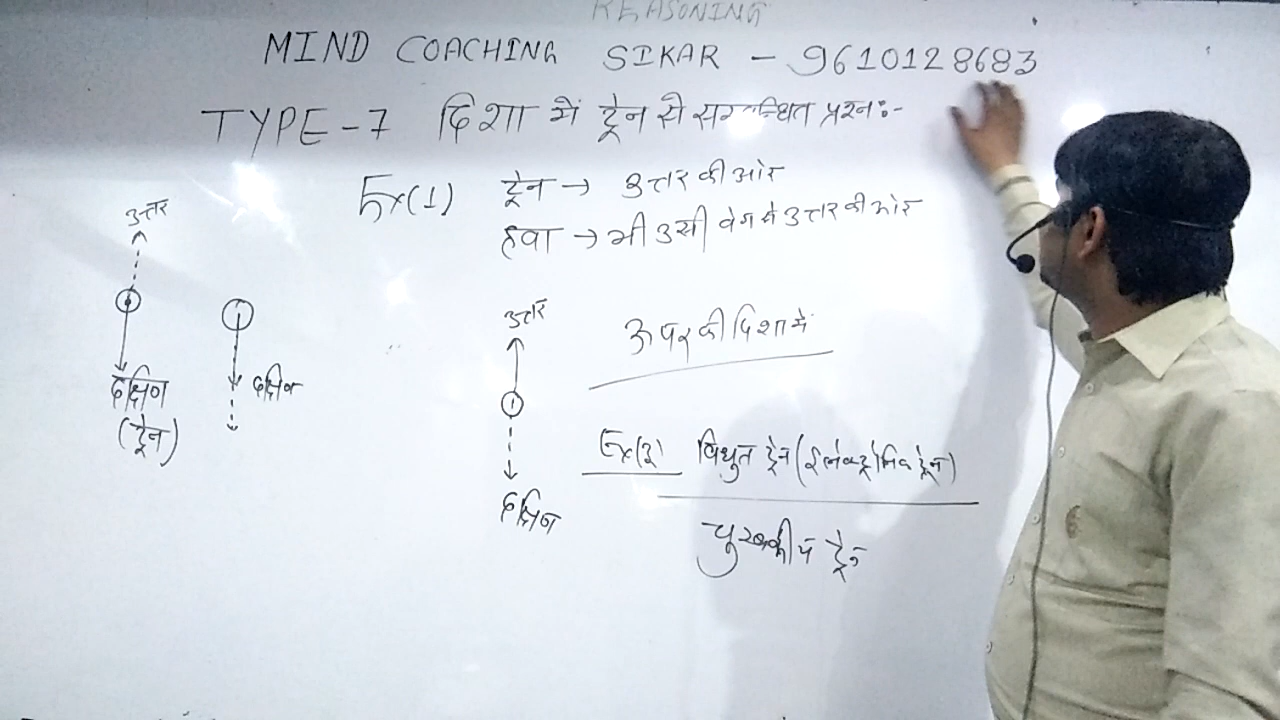 REASONING
MIND COACHING SIKAR - 9610128683
TYPE-7 दिशा में ट्रेन से सम्बन्धित प्रश्न:-
Ex(1) ट्रेन → उत्तर की ओर
हवा → भी उसी वेग से उत्तर की ओर
उत्तर
दक्षिण
(ट्रेन)
दक्षिण
उत्तर
दक्षिण
ऊपर की दिशा में
Ex(2) विधुत ट्रेन (ईलेक्ट्रोनिक ट्रेन)
चुम्बकीय ट्रेन